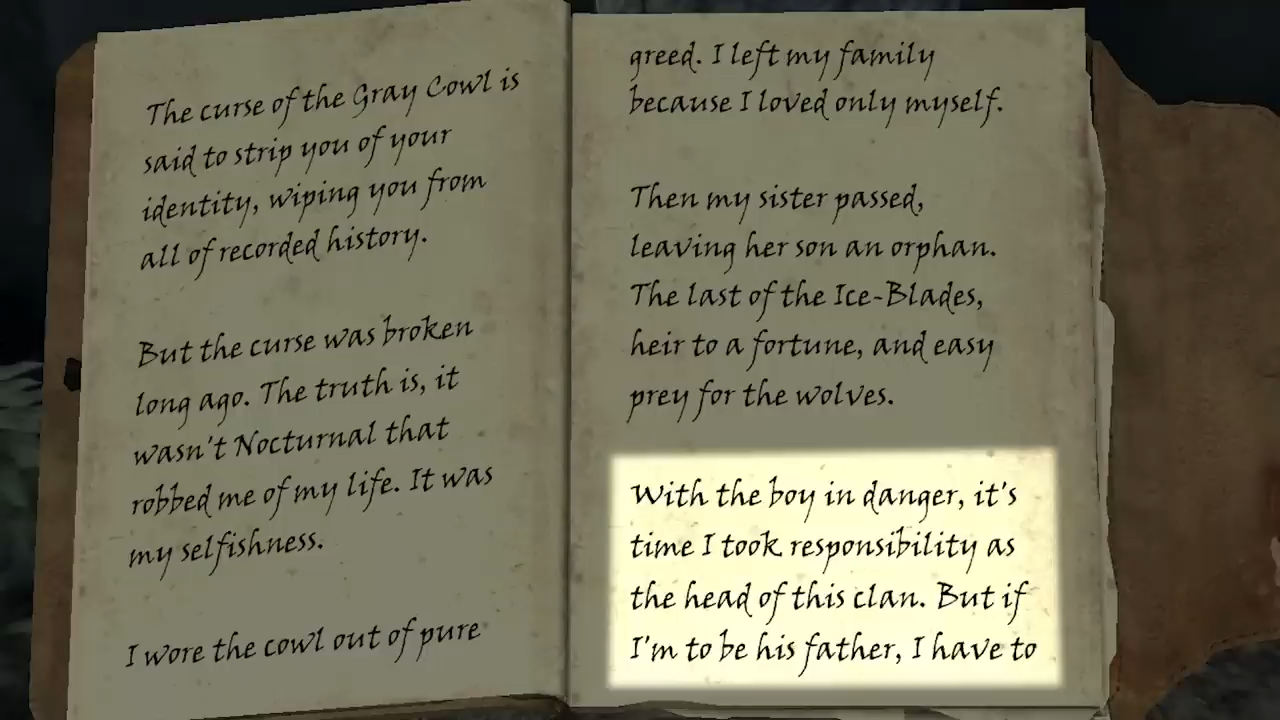 The curse of the Gray Cowl is
said to strip you of your
identity, wiping you from
all of recorded history.
But the curse was broken
long ago. The truth is, it
wasn't Nocturnal that
robbed me of my life. It was
my selfishness.
I wore the cowl out of pure
greed. I left my family
because I loved only myself.
Then my sister passed,
leaving her son an orphan.
The last of the Ice-Blades,
heir to a fortune, and easy
prey for the wolves.
With the boy in danger, it's
time I took responsibility as
the head of this clan. But if
I'm to be his father, I have to